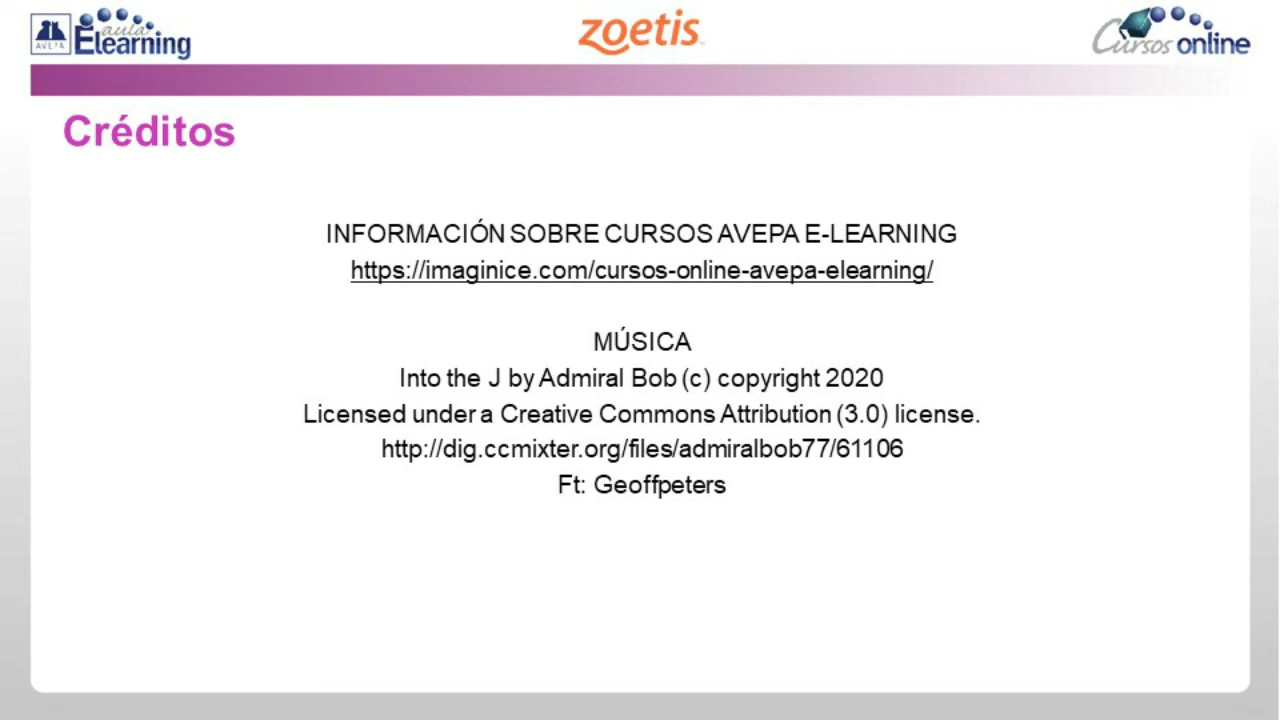 AVEPA aula Elearning
zoetis
Cursos online
Créditos
INFORMACIÓN SOBRE CURSOS AVEPA E-LEARNING
https://imaginice.com/cursos-online-avepa-elearning/
MÚSICA
Into the J by Admiral Bob (c) copyright 2020
Licensed under a Creative Commons Attribution (3.0) license.
http://dig.ccmixter.org/files/admiralbob77/61106
Ft: Geoffpeters